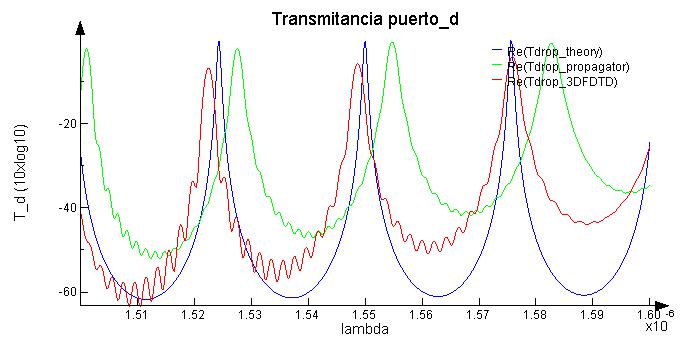 Transmitancia puerto_d
Re(Tdrop_theory)
Re(Tdrop_propagator)
Re(Tdrop_3DFDTD)
T_d (10xlog10)
-20
-40
-60
1.51 1.52 1.53 1.54 1.55 1.56 1.57 1.58 1.59 1.60 -6
lambda x10